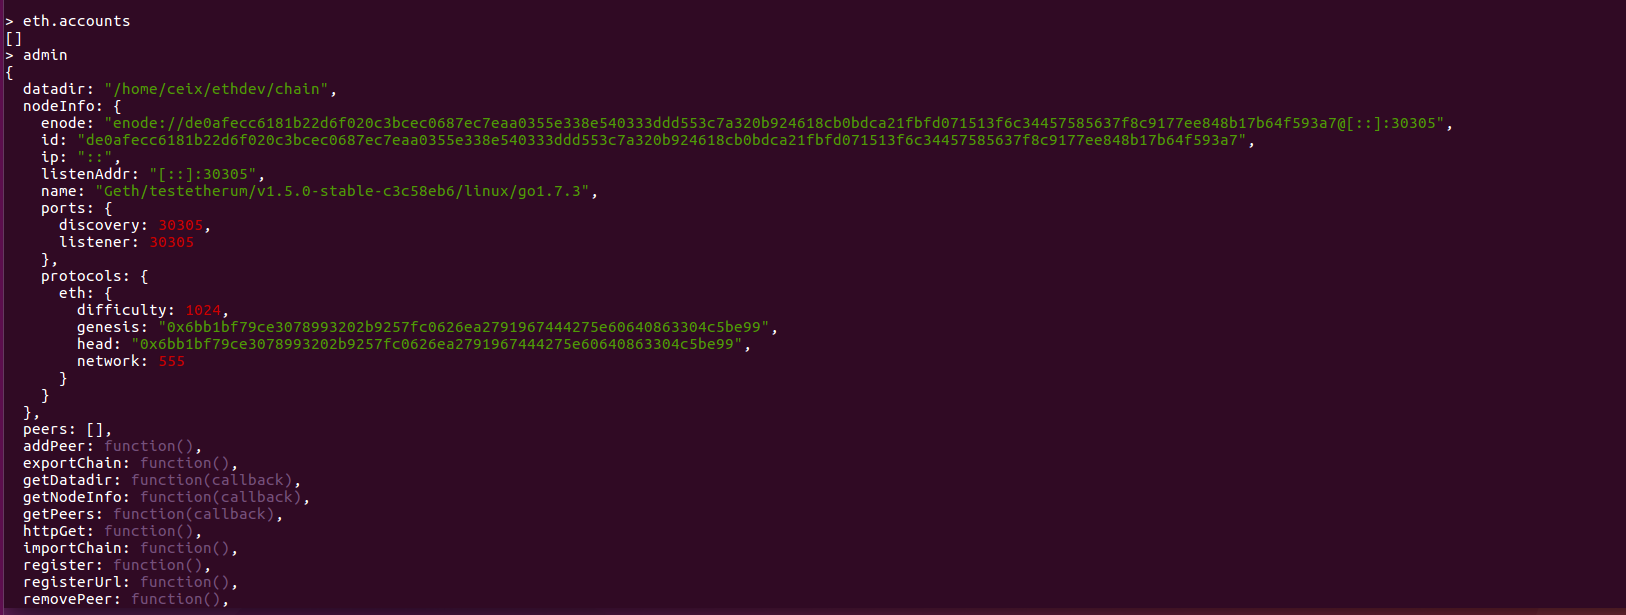 > eth.accounts
[]
> admin
{
  datadir: "/home/ceix/ethdev/chain",
  nodeInfo: {
    enode: "enode://de0afecc6181b22d6f020c3bcec0687ec7eaa0355e338e540333ddd553c7a320b924618cb0bdca21fbfd071513f6c34457585637f8c9177ee848b17b64f593a7@[::]:30305",
    id: "de0afecc6181b22d6f020c3bcec0687ec7eaa0355e338e540333ddd553c7a320b924618cb0bdca21fbfd071513f6c34457585637f8c9177ee848b17b64f593a7",
    ip: "::",
    listenAddr: "[::]:30305",
    name: "Geth/testetherum/v1.5.0-stable-c3c58eb6/linux/go1.7.3",
    ports: {
      discovery: 30305,
      listener: 30305
    },
    protocols: {
      eth: {
        difficulty: 1024,
        genesis: "0x6bb1bf79ce3078993202b9257fc0626ea2791967444275e60640863304c5be99",
        head: "0x6bb1bf79ce3078993202b9257fc0626ea2791967444275e60640863304c5be99",
        network: 555
      }
    }
  },
  peers: [],
  addPeer: function(),
  exportChain: function(),
  getDatadir: function(callback),
  getNodeInfo: function(callback),
  getPeers: function(callback),
  httpGet: function(),
  importChain: function(),
  register: function(),
  registerUrl: function(),
  removePeer: function(),